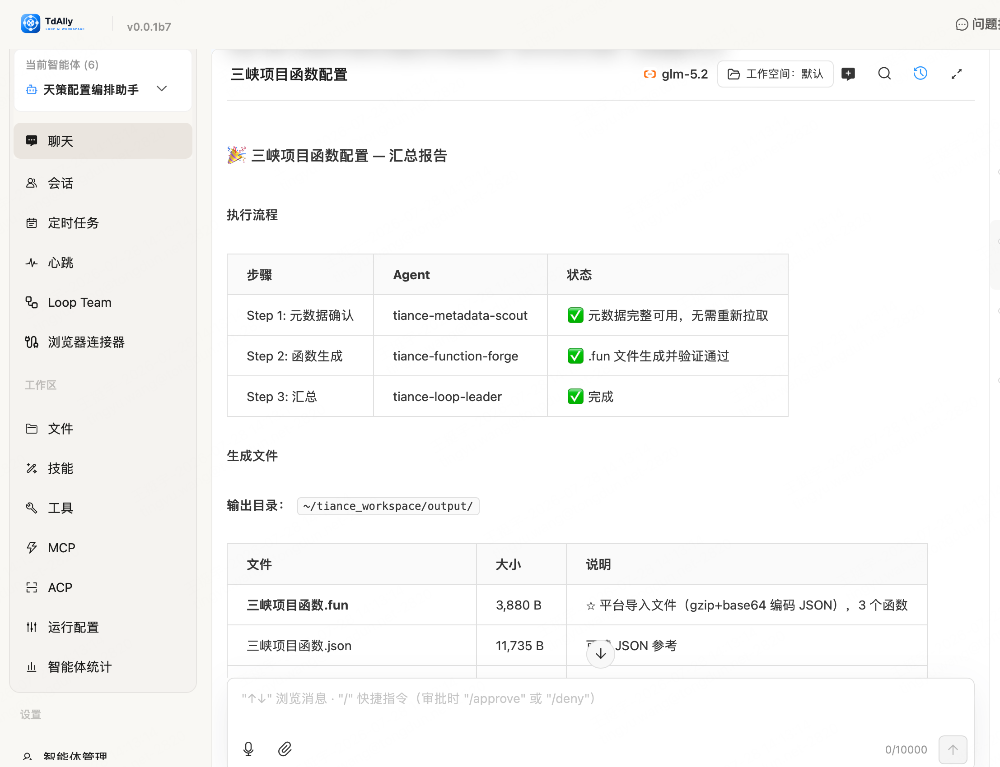 TdAlly
LOOP AI WORKSPACE
v0.0.1b7
问题
当前智能体 (6)
天策配置编排助手
聊天
会话
定时任务
心跳
Loop Team
浏览器连接器
工作区
文件
技能
工具
MCP
ACP
运行配置
智能体统计
设置
智能体管理
三峡项目函数配置
glm-5.2
工作空间：默认
🎉 三峡项目函数配置 — 汇总报告
执行流程
步骤 Agent 状态
Step 1: 元数据确认 tiance-metadata-scout ✅ 元数据完整可用，无需重新拉取
Step 2: 函数生成 tiance-function-forge ✅ .fun 文件生成并验证通过
Step 3: 汇总 tiance-loop-leader ✅ 完成
生成文件
输出目录： ~/tiance_workspace/output/
文件 大小 说明
三峡项目函数.fun 3,880 B ☆ 平台导入文件（gzip+base64 编码 JSON），3 个函数
三峡项目函数.json 11,735 B JSON 参考
"↑↓" 浏览消息 · "/" 快捷指令（审批时 "/approve" 或 "/deny"）
0/10000